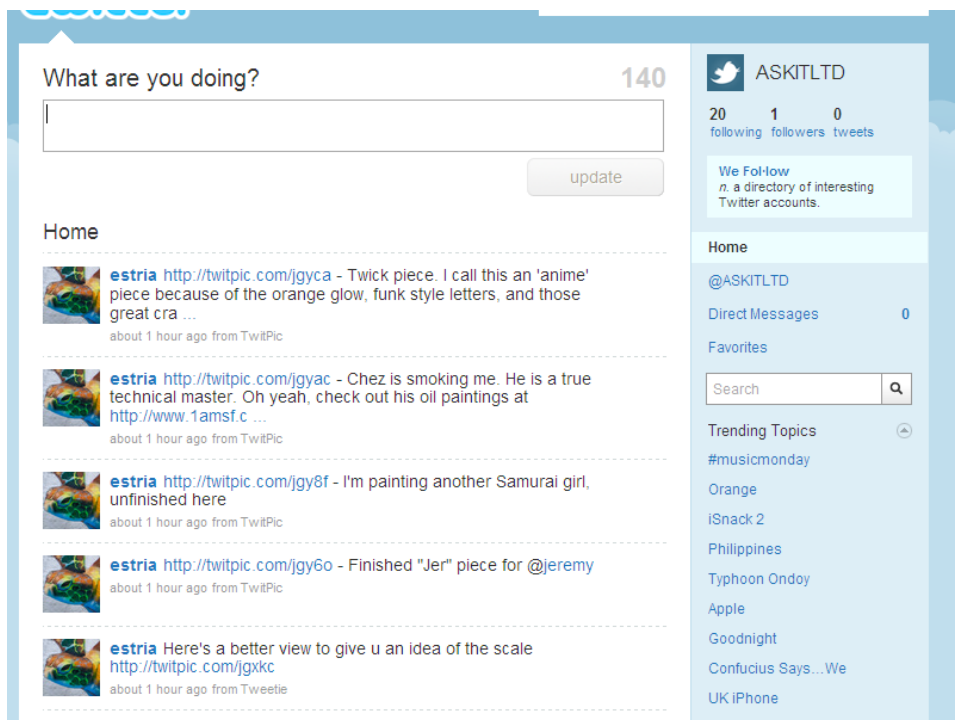 twitter
What are you doing?
140
update
Home
estria http://twitpic.com/jgyca - Twick piece. I call this an 'anime'
piece because of the orange glow, funk style letters, and those
great cra ...
about 1 hour ago from TwitPic
estria http://twitpic.com/jgyac - Chez is smoking me. He is a true
technical master. Oh yeah, check out his oil paintings at
http://www.1amsf.c ...
about 1 hour ago from TwitPic
estria http://twitpic.com/jgy8f - I'm painting another Samurai girl,
unfinished here
about 1 hour ago from TwitPic
estria http://twitpic.com/jgy6o - Finished "Jer" piece for @jeremy
about 1 hour ago from TwitPic
estria Here's a better view to give u an idea of the scale
http://twitpic.com/jgxkc
about 1 hour ago from Tweetie
ASKITLTD
20 1 0
following followers tweets
We Fol·low
n. a directory of interesting
Twitter accounts.
Home
@ASKITLTD
Direct Messages 0
Favorites
Search
Trending Topics
#musicmonday
Orange
iSnack 2
Philippines
Typhoon Ondoy
Apple
Goodnight
Confucius Says...We
UK iPhone